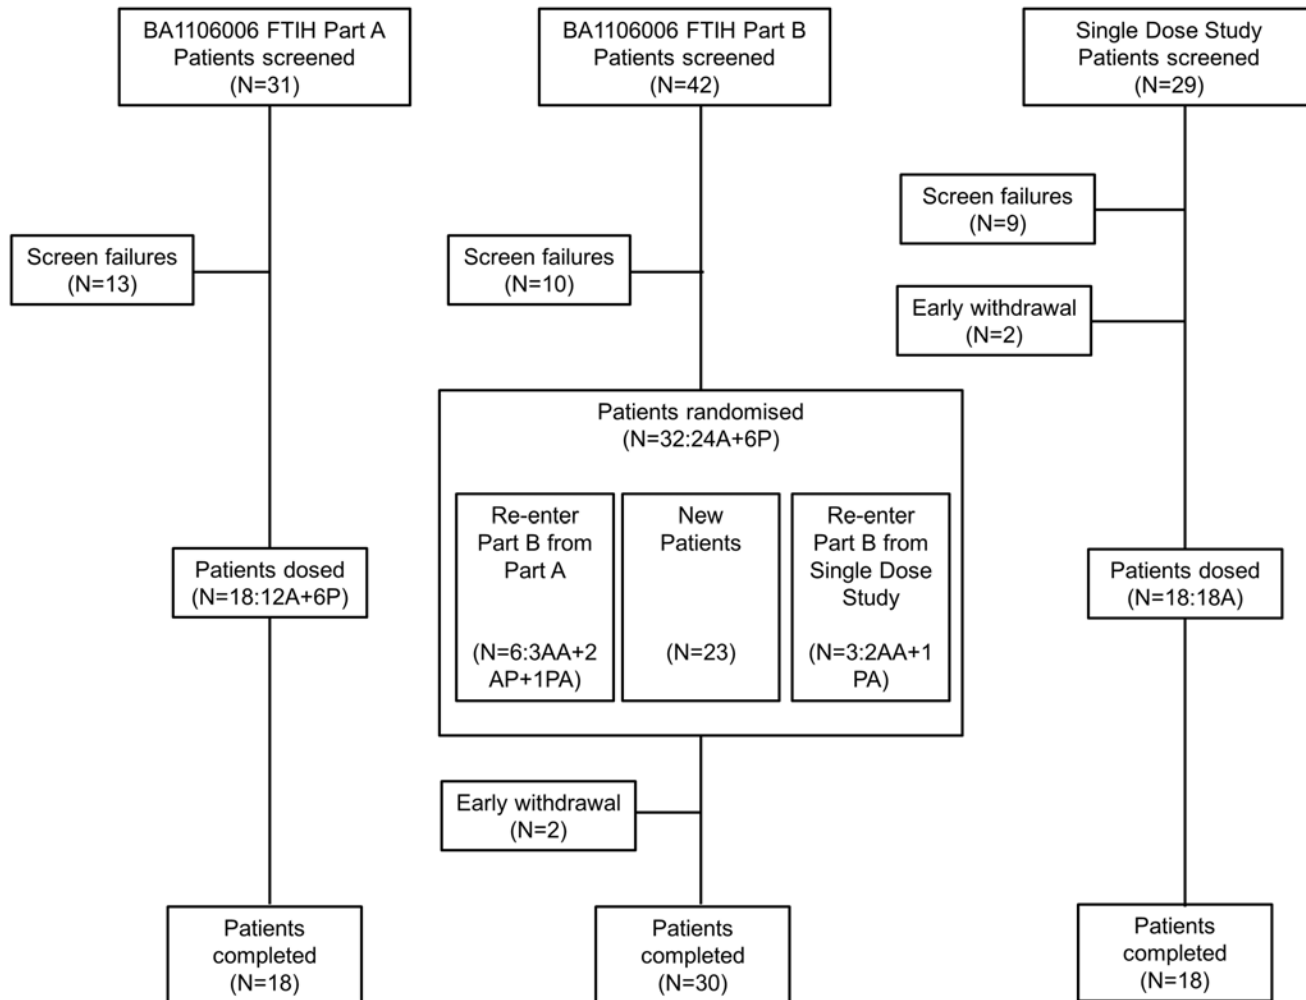 BA1106006 FTIH Part A
Patients screened
(N=31)
BA1106006 FTIH Part B
Patients screened
(N=42)
Single Dose Study
Patients screened
(N=29)
Screen failures
(N=13)
Screen failures
(N=10)
Screen failures
(N=9)
Early withdrawal
(N=2)
Patients randomised
(N=32:24A+6P)
Re-enter
Part B from
Part A
(N=6:3AA+2
AP+1PA)
New
Patients
(N=23)
Re-enter
Part B from
Single Dose
Study
(N=3:2AA+1
PA)
Patients dosed
(N=18:12A+6P)
Patients dosed
(N=18:18A)
Early withdrawal
(N=2)
Patients
completed
(N=18)
Patients
completed
(N=30)
Patients
completed
(N=18)